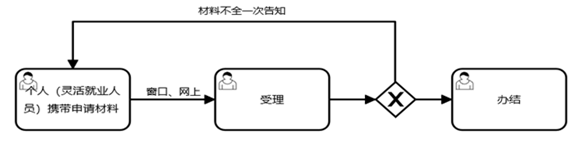 材料不全一次告知
个人（灵活就业人
员）携带申请材料
窗口、网上
受理
办结